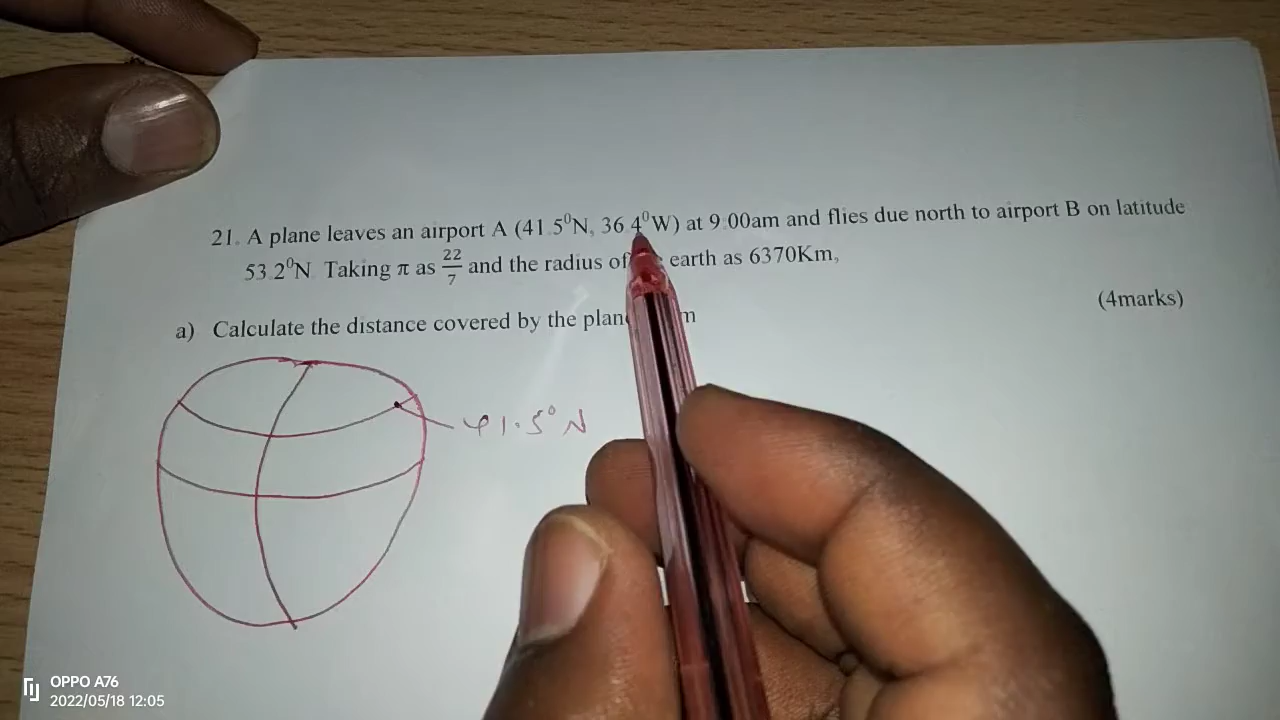 21. A plane leaves an airport A (41.5⁰N, 36.4⁰W) at 9.00am and flies due north to airport B on latitude
53.2⁰N. Taking π as 22/7 and the radius of earth as 6370Km,
(4marks)
a) Calculate the distance covered by the
41.5⁰ N
OPPO A76
2022/05/18 12:05